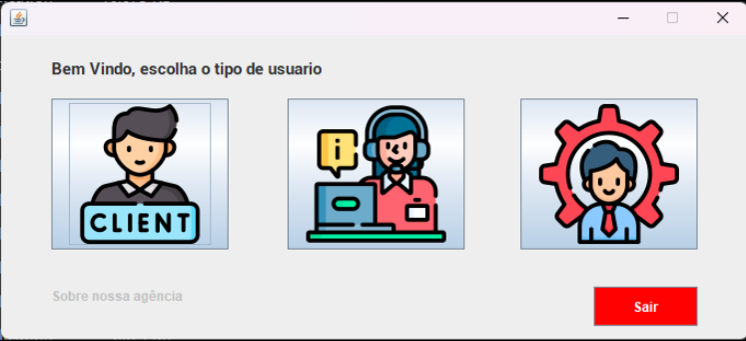 Bem Vindo, escolha o tipo de usuario
CLIENT
i
Sobre nossa agência
Sair